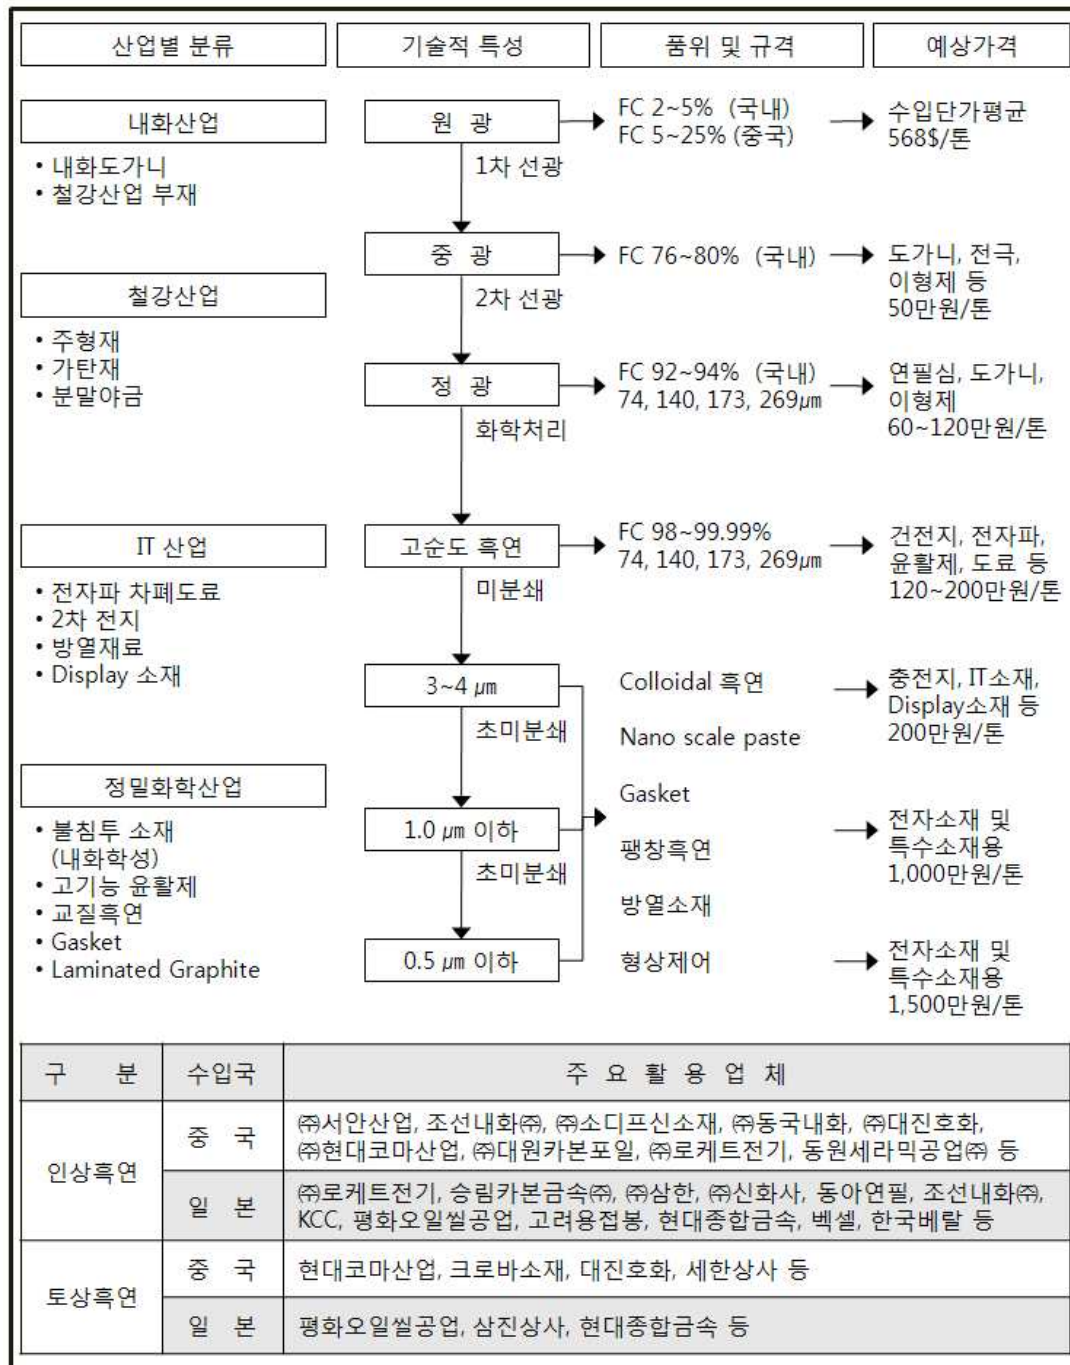 산업별 분류
기술적 특성
품위 및 규격
예상가격
내화산업
• 내화도가니
• 철강산업 부재
철강산업
• 주형재
• 가탄재
• 분말야금
IT 산업
• 전자파 차폐도료
• 2차 전지
• 방열재료
• Display 소재
정밀화학산업
• 불침투 소재
(내화학성)
• 고기능 윤활제
• 교질흑연
• Gasket
• Laminated Graphite
원 광
1차 선광
중 광
2차 선광
정 광
화학처리
고순도 흑연
미분쇄
3~4 ㎛
초미분쇄
1.0 ㎛ 이하
초미분쇄
0.5 ㎛ 이하
FC 2~5% (국내)
FC 5~25% (중국)
FC 76~80% (국내)
FC 92~94% (국내)
74, 140, 173, 269㎛
FC 98~99.99%
74, 140, 173, 269㎛
Colloidal 흑연
Nano scale paste
Gasket
팽창흑연
방열소재
형상제어
수입단가평균
568$/톤
도가니, 전극,
이형제 등
50만원/톤
연필심, 도가니,
이형제
60~120만원/톤
건전지, 전자파,
윤활제, 도료 등
120~200만원/톤
충전지, IT소재,
Display소재 등
200만원/톤
전자소재 및
특수소재용
1,000만원/톤
전자소재 및
특수소재용
1,500만원/톤
구 분
수입국
주 요 활 용 업 체
인상흑연
중 국
㈜서안산업, 조선내화㈜, ㈜소디프신소재, ㈜동국내화, ㈜대진호화,
㈜현대코마산업, ㈜대원카본포일, ㈜로케트전기, 동원세라믹공업㈜ 등
일 본
㈜로케트전기, 승림카본금속㈜, ㈜삼한, ㈜신화사, 동아연필, 조선내화㈜,
KCC, 평화오일씰공업, 고려용접봉, 현대종합금속, 벡셀, 한국베랄 등
토상흑연
중 국
현대코마산업, 크로바소재, 대진호화, 세한상사 등
일 본
평화오일씰공업, 삼진상사, 현대종합금속 등